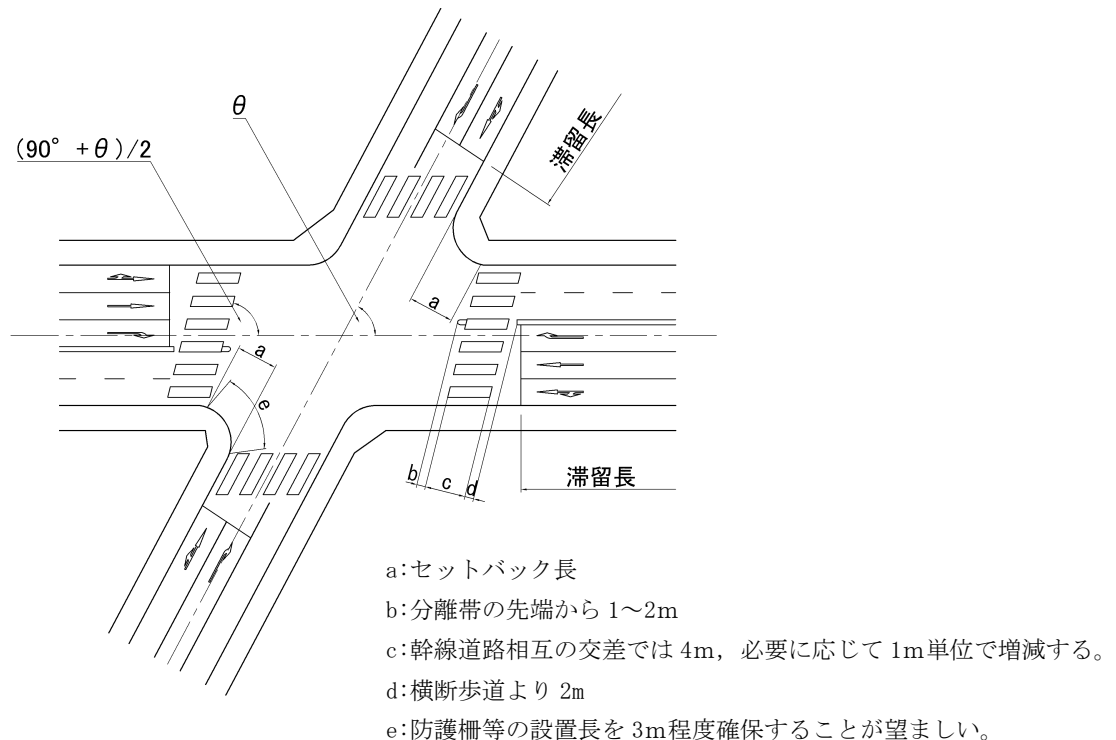 θ
(90° +θ)/2
滞留長
a
a
e
b
c
d
滞留長
a:セットバック長
b:分離帯の先端から 1〜2m
c:幹線道路相互の交差では 4m，必要に応じて 1m単位で増減する。
d:横断歩道より 2m
e:防護柵等の設置長を 3m程度確保することが望ましい。